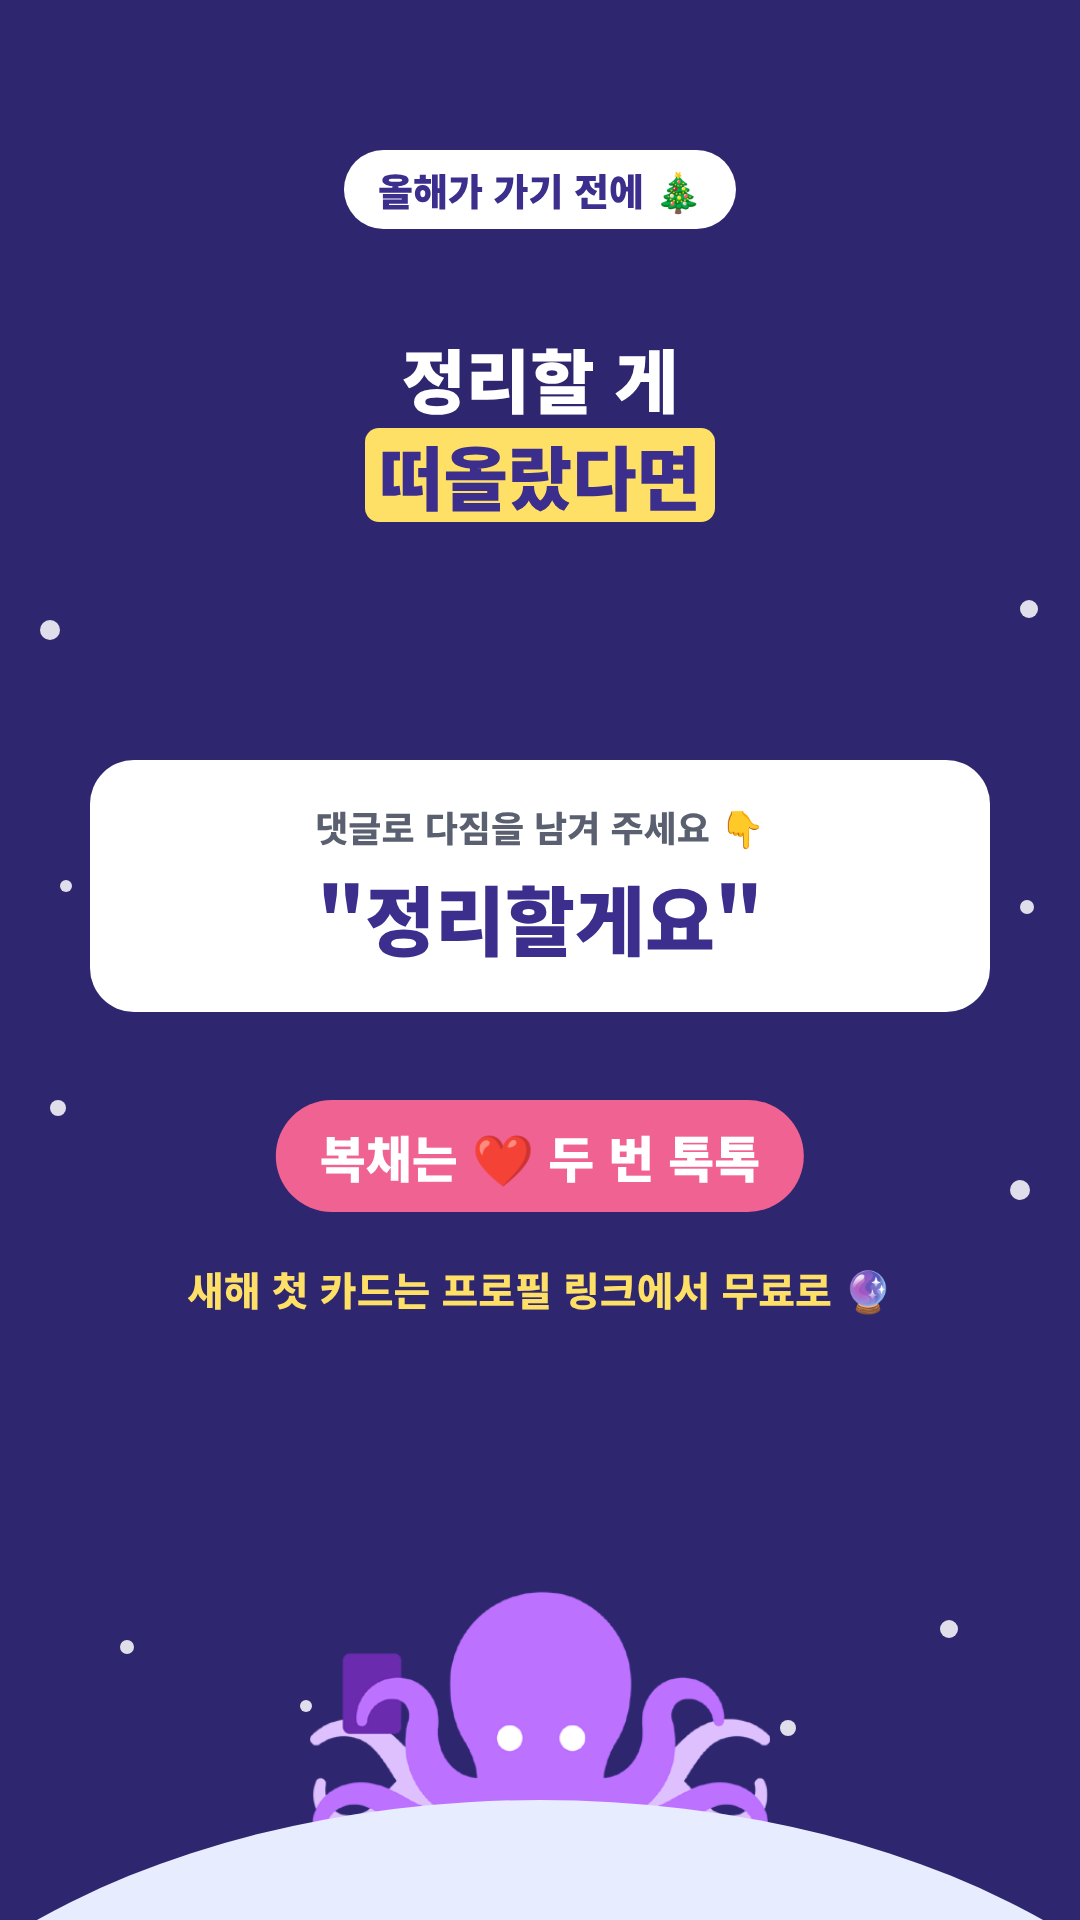 올해가 가기 전에 🎄
정리할 게
떠올랐다면
댓글로 다짐을 남겨 주세요 👇
"정리할게요"
복채는 ❤️ 두 번 톡톡
새해 첫 카드는 프로필 링크에서 무료로 🔮